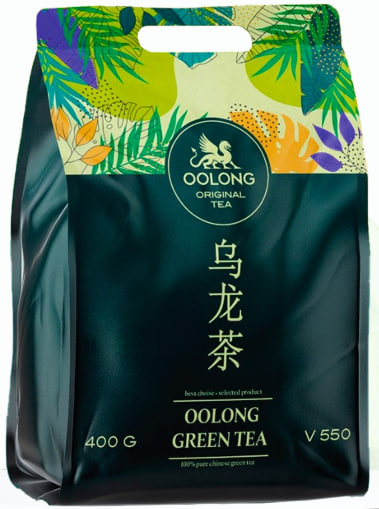 OOLONG
ORIGINAL
TEA
乌龙茶
best choise - selected product
OOLONG
GREEN TEA
400 G
V 550
100% pure chinese green tea